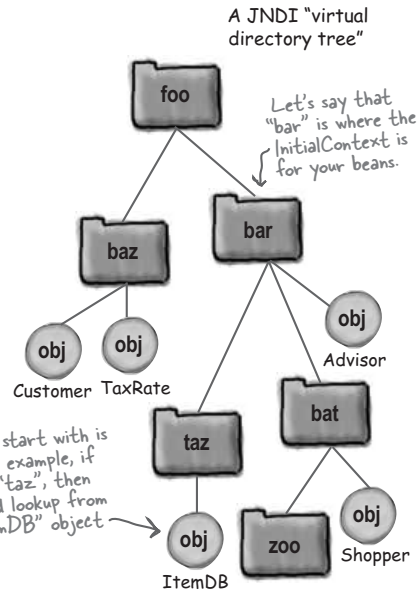 A JNDI "virtual
directory tree"
foo
Let's say that
"bar" is where the
InitialContext is
for your beans.
baz
bar
obj
Customer
obj
TaxRate
obj
Advisor
start with is
example, if
"taz", then
lookup from
DB" object
taz
bat
obj
ItemDB
zoo
obj
Shopper